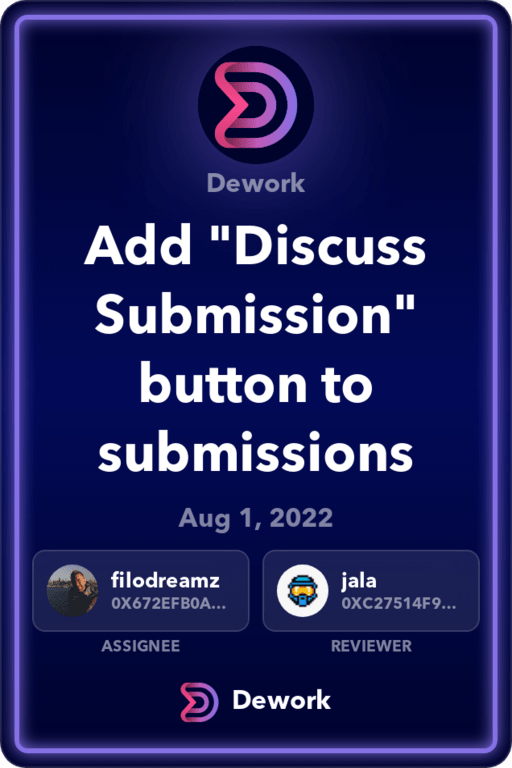 Dework
Add "Discuss
Submission"
button to
submissions
Aug 1, 2022
filodreamz
0X672EFB0A...
jala
0XC27514F9...
ASSIGNEE
REVIEWER
Dework